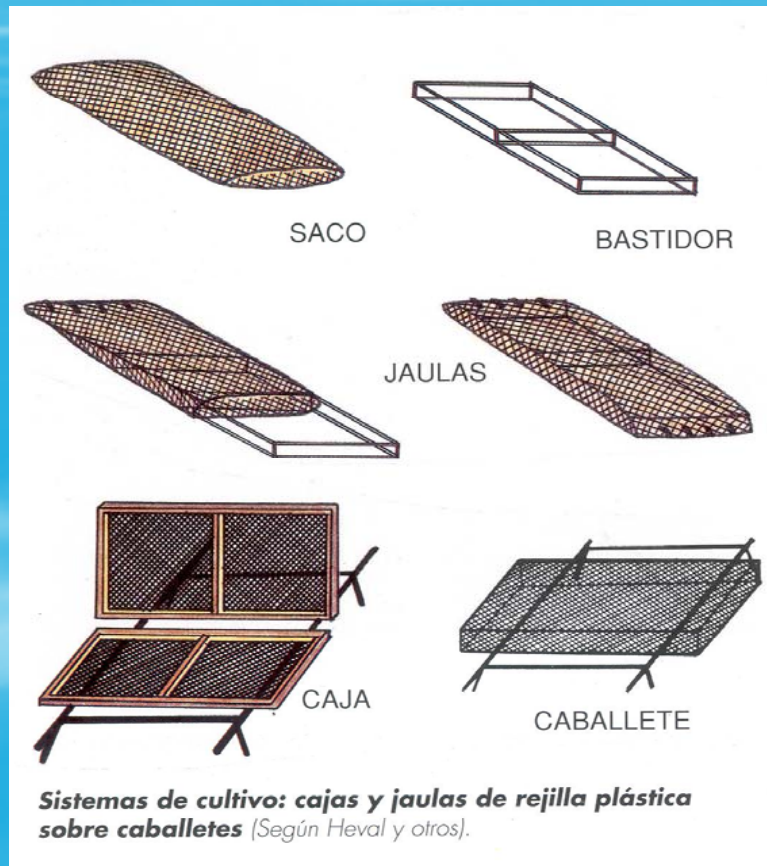 SACO
BASTIDOR
JAULAS
CAJA
CABALLETE
Sistemas de cultivo: cajas y jaulas de rejilla plástica
sobre caballetes (Según Heval y otros).